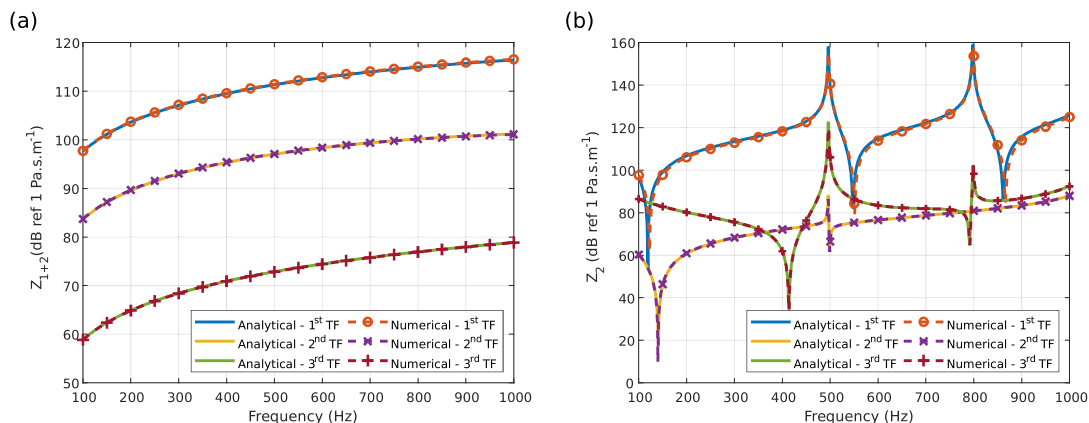 (a)
120
110
100
90
80
70
60
50
Z1+2(dB ref 1 Pa.s.m-1)
100 200 300 400 500 600 700 800 900 1000
Frequency (Hz)
Analytical - 1st TF Numerical - 1st TF
Analytical - 2nd TF Numerical - 2nd TF
Analytical - 3rd TF Numerical - 3rd TF
(b)
160
140
120
100
80
60
40
20
0
Z2 (dB ref 1 Pa.s.m-1)
100 200 300 400 500 600 700 800 900 1000
Frequency (Hz)
Analytical - 1st TF Numerical - 1st TF
Analytical - 2nd TF Numerical - 2nd TF
Analytical - 3rd TF Numerical - 3rd TF